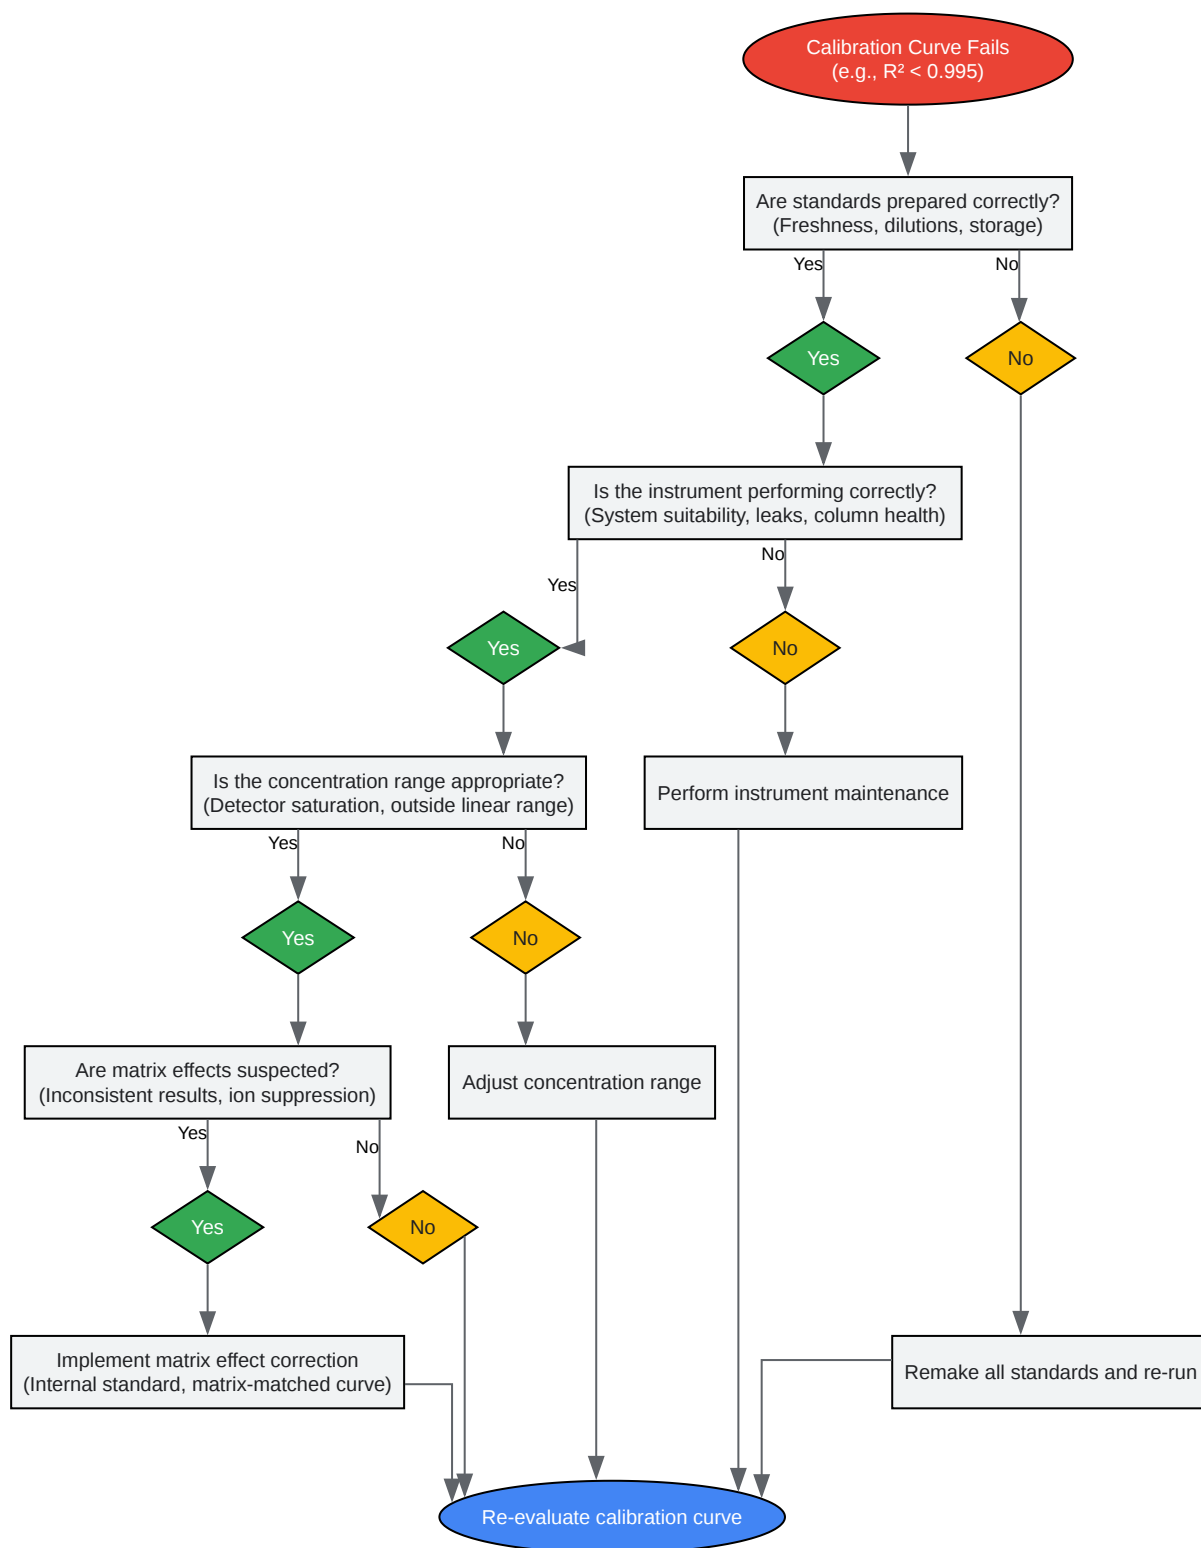 Calibration Curve Fails
(e.g., R² < 0.995)
Are standards prepared correctly?
(Freshness, dilutions, storage)
Yes
No
Yes
No
Is the instrument performing correctly?
(System suitability, leaks, column health)
Yes
No
Yes
No
Is the concentration range appropriate?
(Detector saturation, outside linear range)
Perform instrument maintenance
Yes
No
Yes
No
Are matrix effects suspected?
(Inconsistent results, ion suppression)
Adjust concentration range
Yes
No
Yes
No
Implement matrix effect correction
(Internal standard, matrix-matched curve)
Remake all standards and re-run
Re-evaluate calibration curve